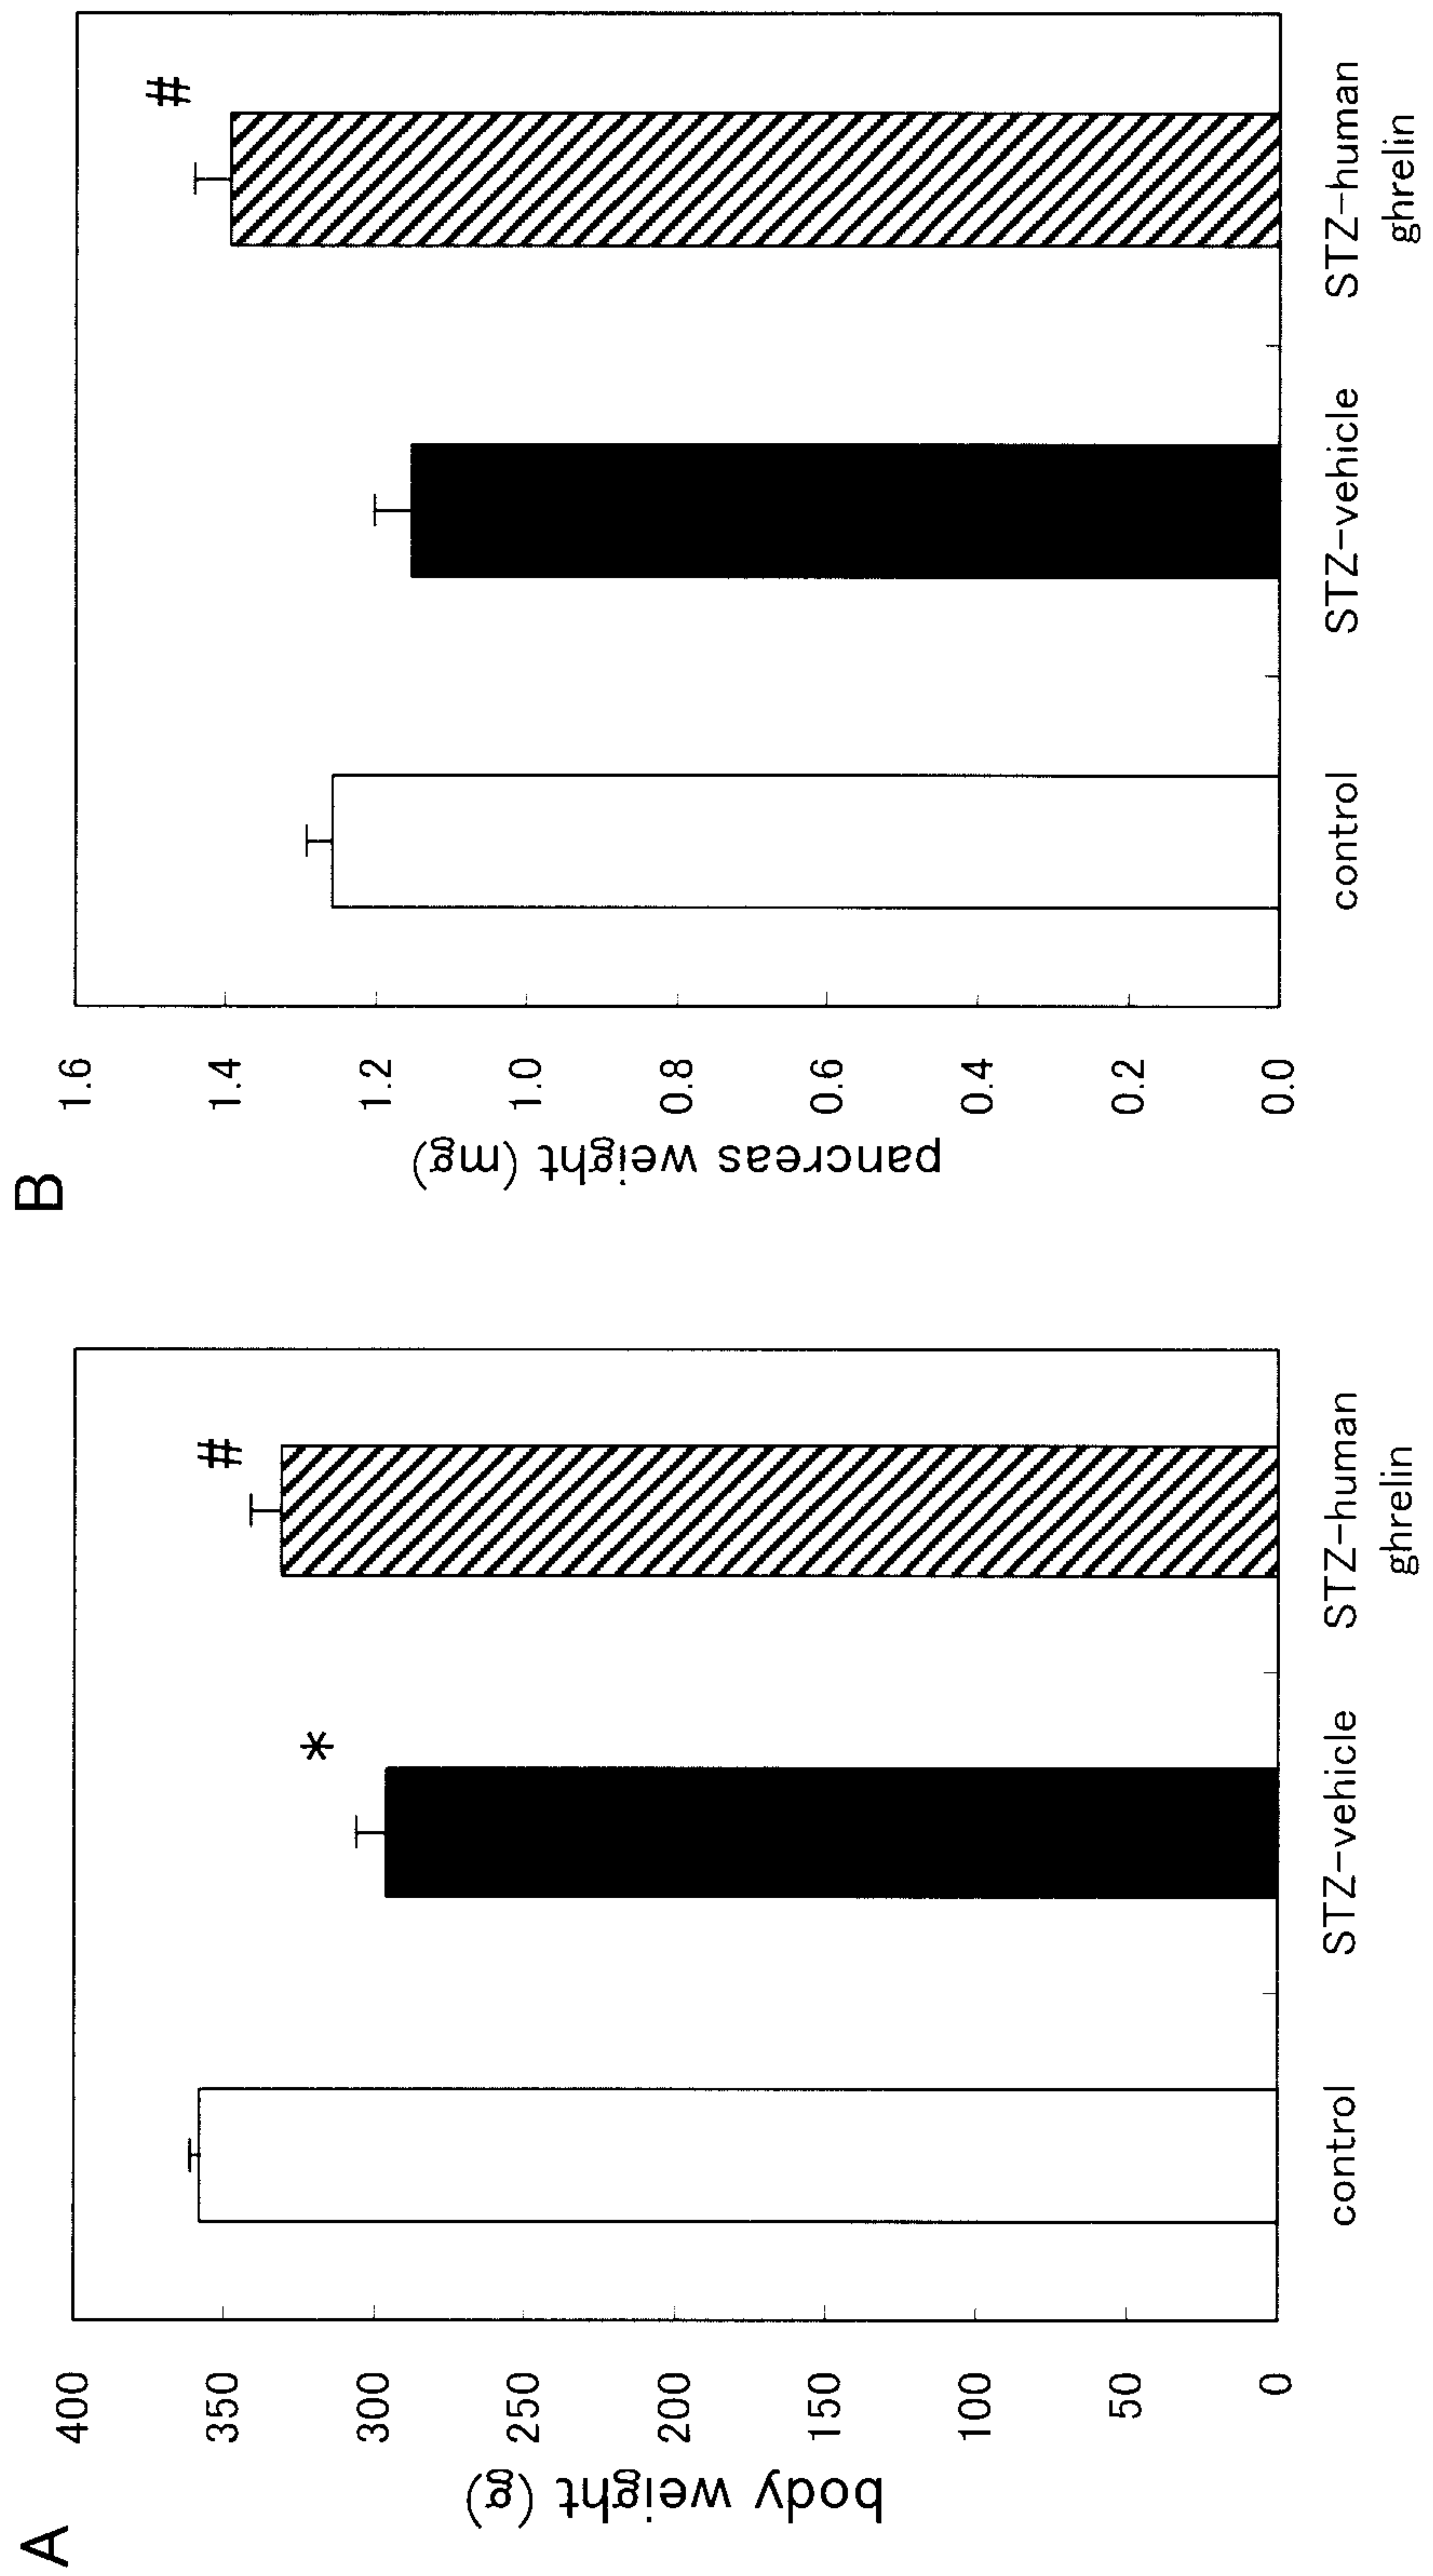 A
body weight (g)
400
350
300
250
200
150
100
50
0
*
#
control
STZ-vehicle
STZ-human
ghrelin
B
pancreas weight (mg)
1.6
1.4
1.2
1.0
0.8
0.6
0.4
0.2
0.0
#
control
STZ-vehicle
STZ-human
ghrelin